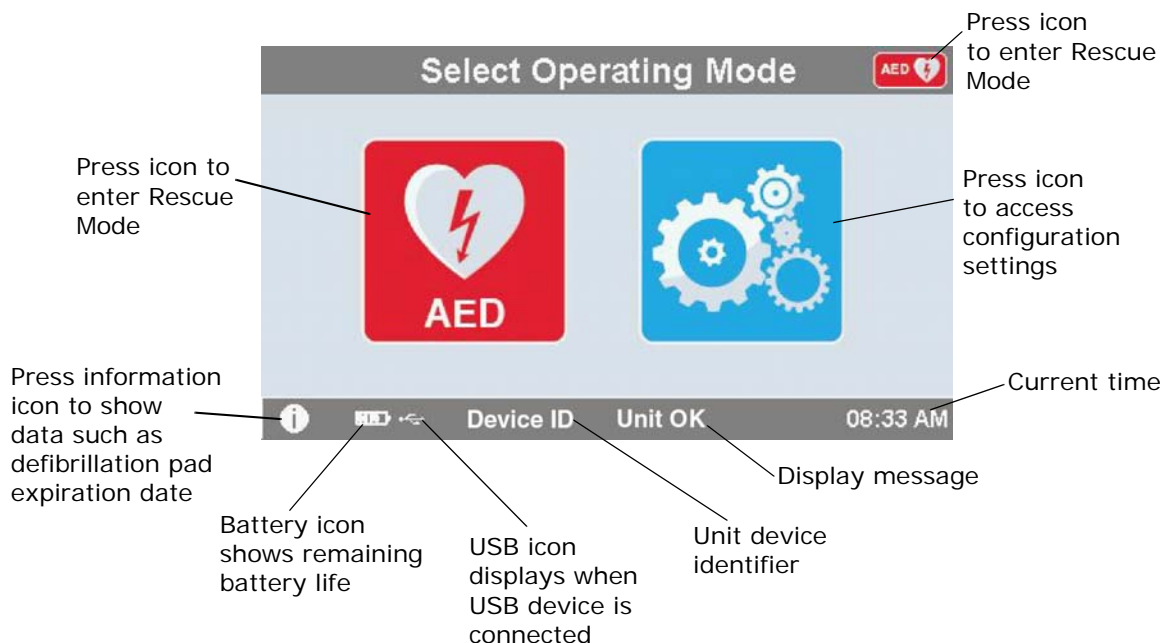 Press icon
to enter Rescue
Mode
Select Operating Mode
AED
Press icon to
enter Rescue
Mode
AED
Press icon
to access
configuration
settings
Press information
icon to show
data such as
defibrillation pad
expiration date
i
Device ID
Unit OK
08:33 AM
Current time
Display message
Unit device
identifier
Battery icon
shows remaining
battery life
USB icon
displays when
USB device is
connected